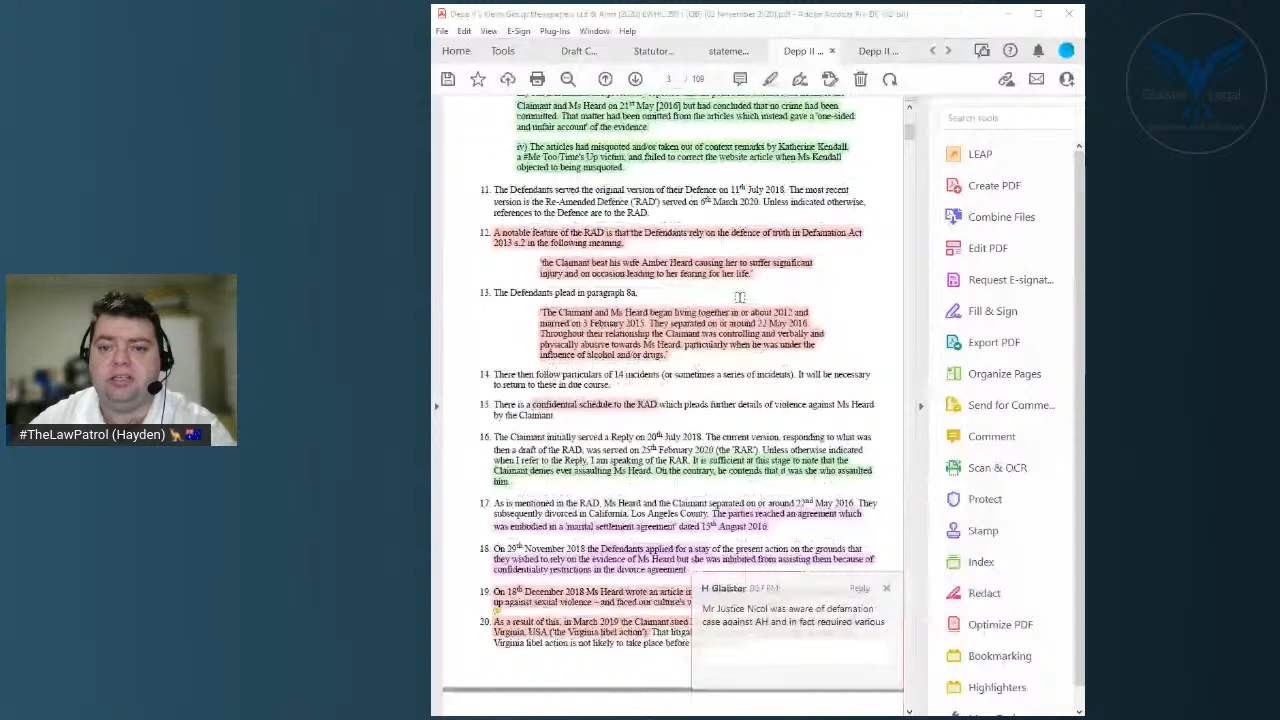 Depp II v News Group Newspapers Ltd & Anor [2020] EWHC 2911 (QB) (02 November 2020).pdf - Adobe Acrobat Pro DC (32-bit)
File Edit View E-Sign Plug-Ins Window Help
Home Tools Draft C... Statutor... stateme... Depp II ... × Depp II ...
3 / 109
Claimant and Ms Heard on 21st May [2016] but had concluded that no crime had been
committed. That matter had been omitted from the articles which instead gave a 'one-sided
and unfair account' of the evidence.
iv) The articles had misquoted and/or taken out of context remarks by Katherine Kendall,
a #Me Too/Time's Up victim, and failed to correct the website article when Ms Kendall
objected to being misquoted.
11. The Defendants served the original version of their Defence on 11th July 2018. The most recent
version is the Re-Amended Defence ('RAD') served on 6th March 2020. Unless indicated otherwise,
references to the Defence are to the RAD.
12. A notable feature of the RAD is that the Defendants rely on the defence of truth in Defamation Act
2013 s.2 in the following meaning,
'the Claimant beat his wife Amber Heard causing her to suffer significant
injury and on occasion leading to her fearing for her life.'
13. The Defendants plead in paragraph 8a,
'The Claimant and Ms Heard began living together in or about 2012 and
married on 3 February 2015. They separated on or around 22 May 2016.
Throughout their relationship the Claimant was controlling and verbally and
physically abusive towards Ms Heard, particularly when he was under the
influence of alcohol and/or drugs.'
14. There then follow particulars of 14 incidents (or sometimes a series of incidents). It will be necessary
to return to these in due course.
15. There is a confidential schedule to the RAD which pleads further details of violence against Ms Heard
by the Claimant.
16. The Claimant initially served a Reply on 20th July 2018. The current version, responding to what was
then a draft of the RAD, was served on 25th February 2020 (the 'RAR'). Unless otherwise indicated
when I refer to the Reply, I am speaking of the RAR. It is sufficient at this stage to note that the
Claimant denies ever assaulting Ms Heard. On the contrary, he contends that it was she who assaulted
him.
17. As is mentioned in the RAD, Ms Heard and the Claimant separated on or around 22nd May 2016. They
subsequently divorced in California, Los Angeles County. The parties reached an agreement which
was embodied in a 'marital settlement agreement' dated 15th August 2016.
18. On 29th November 2018 the Defendants applied for a stay of the present action on the grounds that
they wished to rely on the evidence of Ms Heard but she was inhibited from assisting them because of
confidentiality restrictions in the divorce agreement
19. On 18th December 2018 Ms Heard wrote an article in
up against sexual violence – and faced our culture's w
20. As a result of this, in March 2019 the Claimant sued
Virginia, USA ('the Virginia libel action'). That litiga
Virginia libel action is not likely to take place before
H Glaister Reply ×
Mr Justice Nicol was aware of defamation
case against AH and in fact required various
Search tools
LEAP
Create PDF
Combine Files
Edit PDF
Request E-signat...
Fill & Sign
Export PDF
Organize Pages
Send for Comme...
Comment
Scan & OCR
Protect
Stamp
Index
Redact
Optimize PDF
Bookmarking
Highlighters
#TheLawPatrol (Hayden)
Glaister Legal